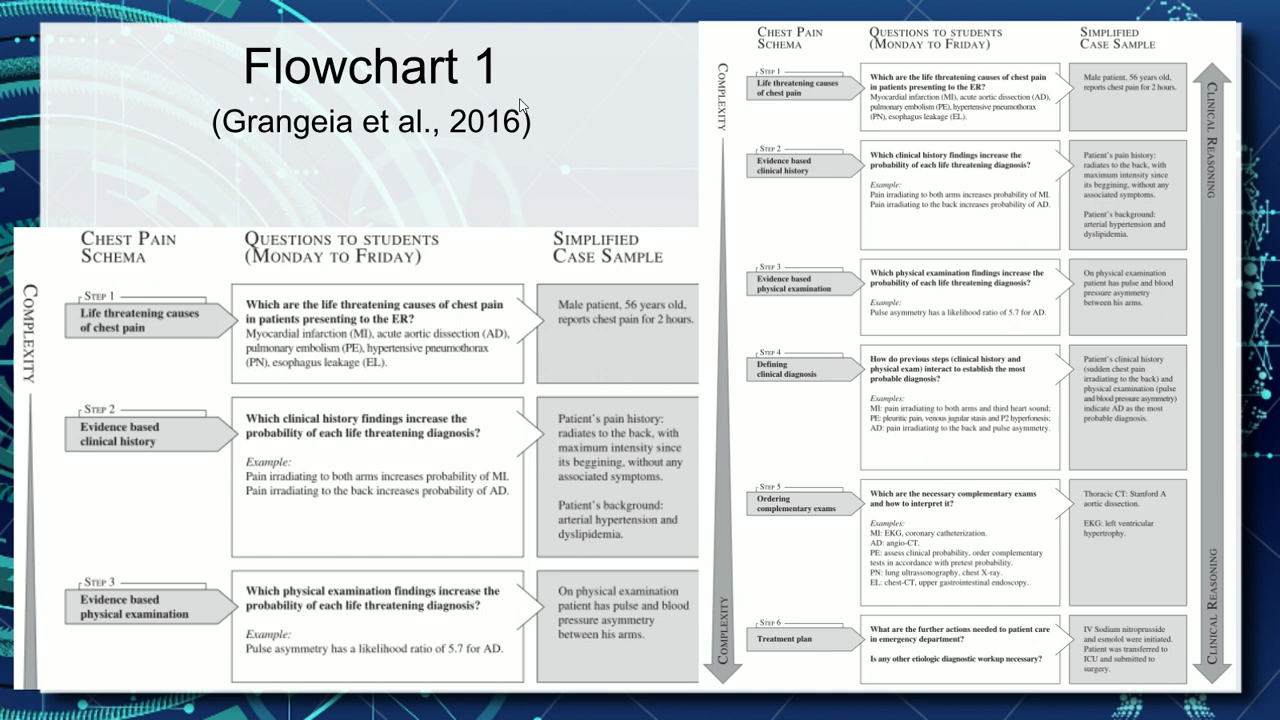 Flowchart 1
(Grangeia et al., 2016)
CHEST PAIN
SCHEMA
QUESTIONS TO STUDENTS
(MONDAY TO FRIDAY)
SIMPLIFIED
CASE SAMPLE
COMPLEXITY
STEP 1
Life threatening causes
of chest pain
Which are the life threatening causes of chest pain
in patients presenting to the ER?
Myocardial infarction (MI), acute aortic dissection (AD),
pulmonary embolism (PE), hypertensive pneumothorax
(PN), esophagus leakage (EL).
Male patient, 56 years old,
reports chest pain for 2 hours.
STEP 2
Evidence based
clinical history
Which clinical history findings increase the
probability of each life threatening diagnosis?
Example:
Pain irradiating to both arms increases probability of MI.
Pain irradiating to the back increases probability of AD.
Patient's pain history:
radiates to the back, with
maximum intensity since
its beggining, without any
associated symptoms.
Patient's background:
arterial hypertension and
dyslipidemia.
STEP 3
Evidence based
physical examination
Which physical examination findings increase the
probability of each life threatening diagnosis?
Example:
Pulse asymmetry has a likelihood ratio of 5.7 for AD.
On physical examination
patient has pulse and blood
pressure asymmetry
between his arms.
CHEST PAIN
SCHEMA
QUESTIONS TO STUDENTS
(MONDAY TO FRIDAY)
SIMPLIFIED
CASE SAMPLE
COMPLEXITY
CLINICAL REASONING
STEP 1
Life threatening causes
of chest pain
Which are the life threatening causes of chest pain
in patients presenting to the ER?
Myocardial infarction (MI), acute aortic dissection (AD),
pulmonary embolism (PE), hypertensive pneumothorax
(PN), esophagus leakage (EL).
Male patient, 56 years old,
reports chest pain for 2 hours.
STEP 2
Evidence based
clinical history
Which clinical history findings increase the
probability of each life threatening diagnosis?
Example:
Pain irradiating to both arms increases probability of MI.
Pain irradiating to the back increases probability of AD.
Patient's pain history:
radiates to the back, with
maximum intensity since
its beggining, without any
associated symptoms.
Patient's background:
arterial hypertension and
dyslipidemia.
STEP 3
Evidence based
physical examination
Which physical examination findings increase the
probability of each life threatening diagnosis?
Example:
Pulse asymmetry has a likelihood ratio of 5.7 for AD.
On physical examination
patient has pulse and blood
pressure asymmetry
between his arms.
STEP 4
Defining
clinical diagnosis
How do previous steps (clinical history and
physical exam) interact to establish the most
probable diagnosis?
Examples:
MI: pain irradiating to both arms and third heart sound;
PE: pleuritic pain, venous jugular stasis and P2 hyperfonesis;
AD: pain irradiating to the back and pulse asymmetry.
Patient's clinical history
(sudden chest pain
irradiating to the back) and
physical examination (pulse
and blood pressure asymmetry)
indicate AD as the most
probable diagnosis.
STEP 5
Ordering
complementary exams
Which are the necessary complementary exams
and how to interpret it?
Examples:
MI: EKG, coronary catheterization.
AD: angio-CT.
PE: assess clinical probability, order complementary
tests in accordance with pretest probability.
PN: lung ultrassonography, chest X-ray.
EL: chest-CT, upper gastrointestinal endoscopy.
Thoracic CT: Stanford A
aortic dissection.
EKG: left ventricular
hypertrophy.
STEP 6
Treatment plan
What are the further actions needed to patient care
in emergency department?
Is any other etiologic diagnostic workup necessary?
IV Sodium nitroprusside
and esmolol were initiated.
Patient was transferred to
ICU and submitted to
surgery.
COMPLEXITY
CLINICAL REASONING